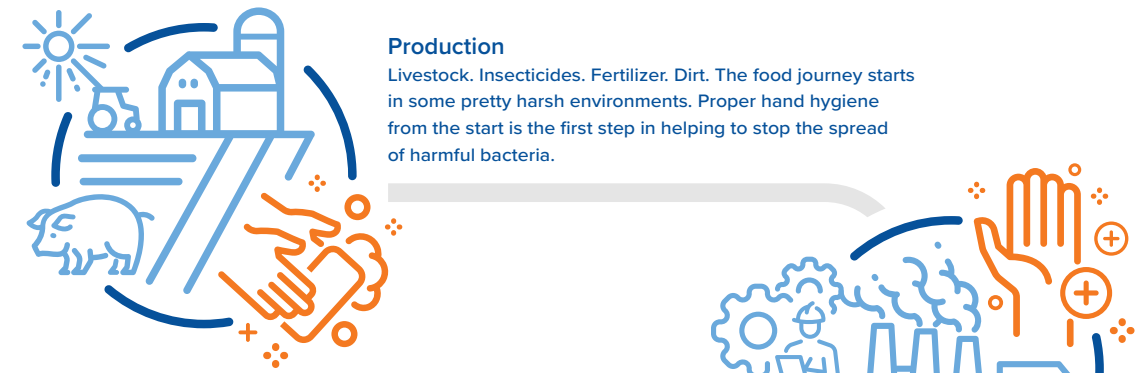 Production
Livestock. Insecticides. Fertilizer. Dirt. The food journey starts
in some pretty harsh environments. Proper hand hygiene
from the start is the first step in helping to stop the spread
of harmful bacteria.